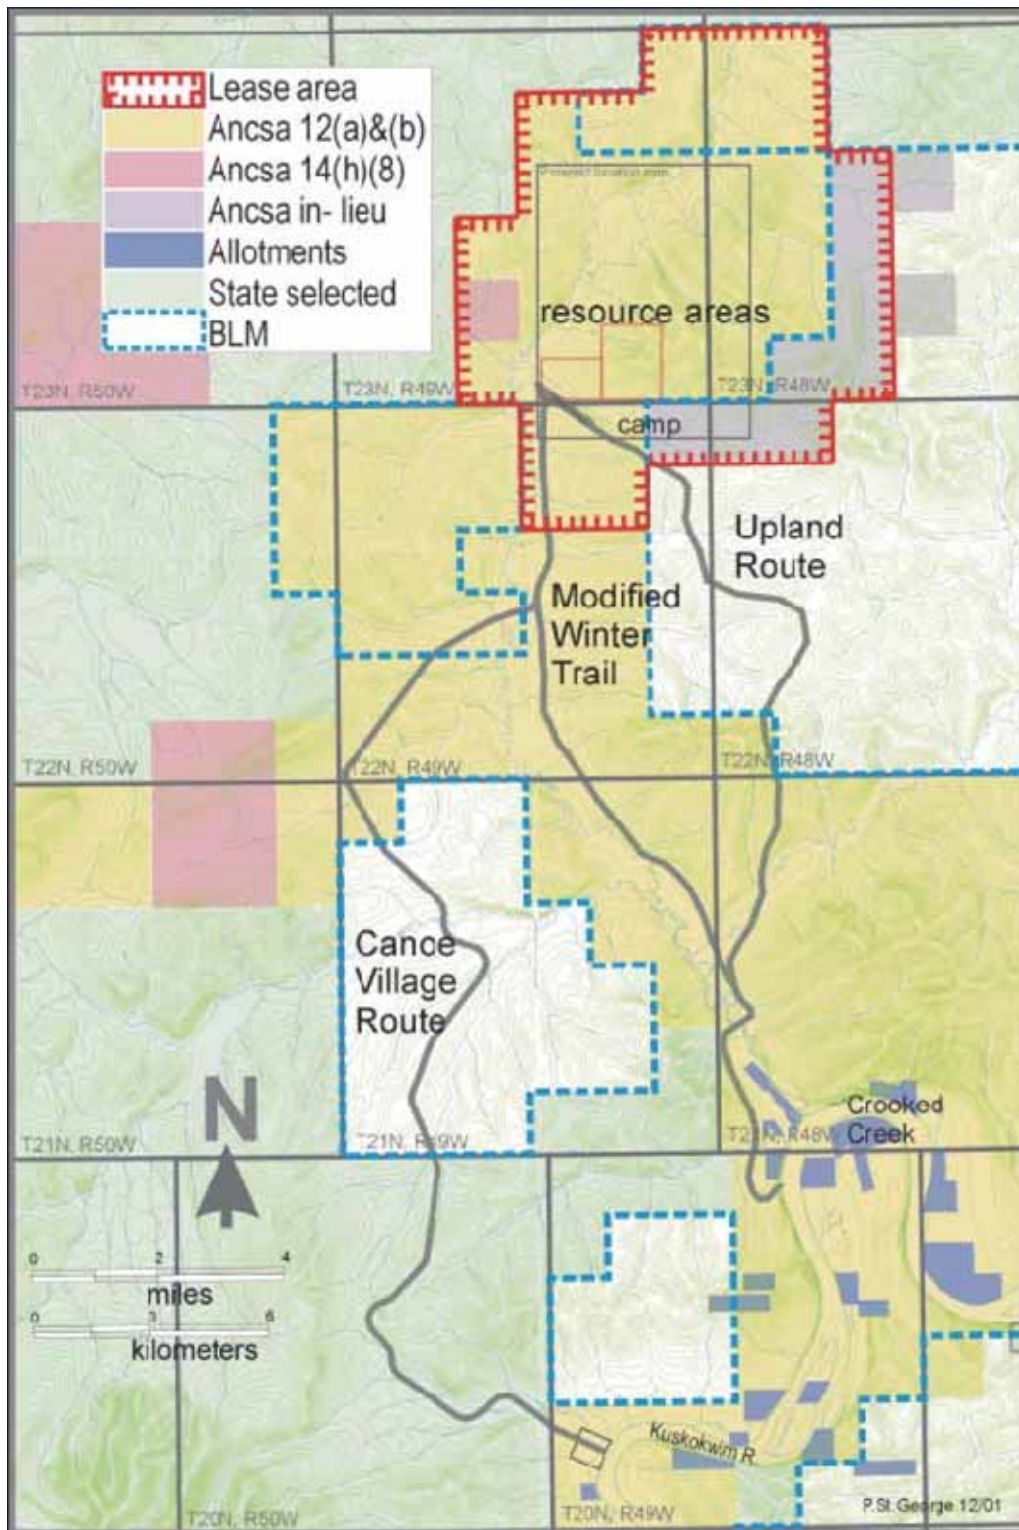 Lease area
Ancsa 12(a)&(b)
Ancsa 14(h)(8)
Ancsa in- lieu
Allotments
State selected
BLM
resource areas
T23N, R50W
T23N, R49W
T23N, R48W
camp
Upland
Route
Modified
Winter
Trail
T22N, R50W
T22N, R49W
T22N, R48W
Canoe
Village
Route
N
Crooked
Creek
T21N, R50W
T21N, R49W
T21N, R48W
0 2 4
miles
0 3 6
kilometers
Kuskokwim R.
T20N, R50W
T20N, R49W
P.St.George 12/01